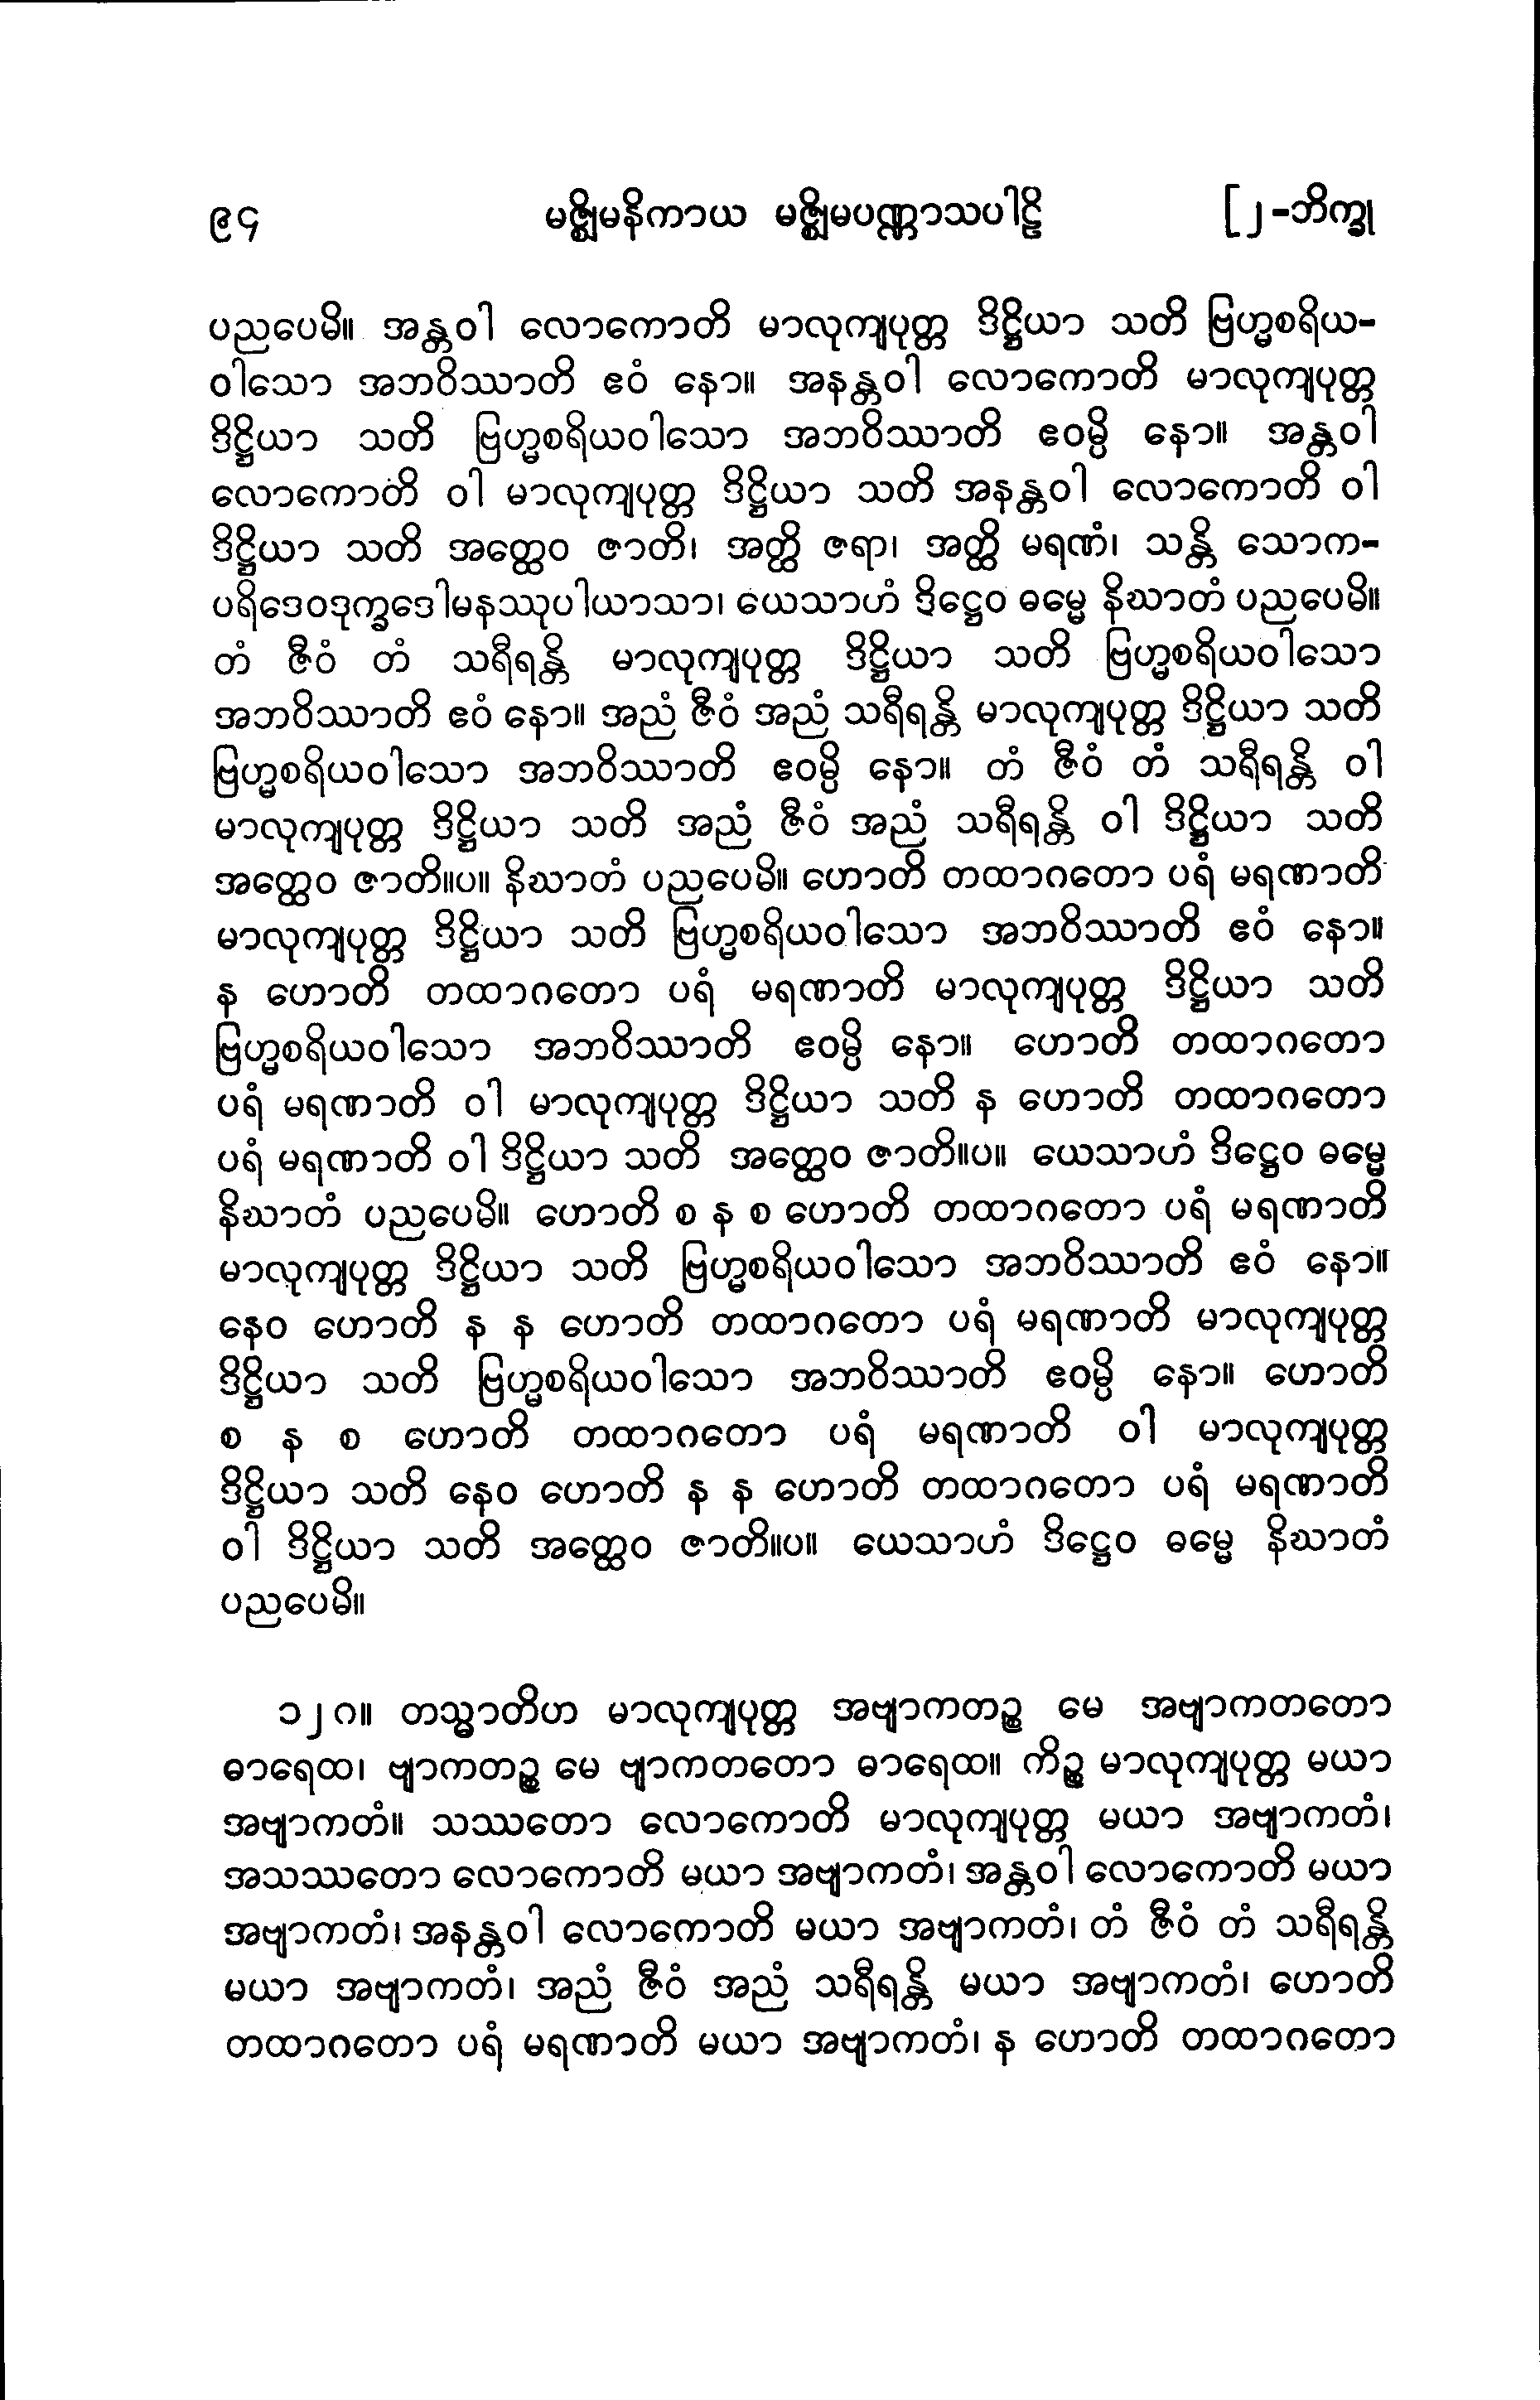 ၉၄ မဇ္ဈိမနိကာယ မဇ္ဈိမပဏ္ဏာသပါဠိ [၂-ဘိက္ခု
ပညပေမိ။ အန္တဝါ လောကောတိ မာလုကျပုတ္တ ဒိဋ္ဌိယာ သတိ ဗြဟ္မစရိယ-
ဝါသော အဘဝိဿာတိ ဧဝံ နော။ အနန္တဝါ လောကောတိ မာလုကျပုတ္တ
ဒိဋ္ဌိယာ သတိ ဗြဟ္မစရိယဝါသော အဘဝိဿာတိ ဧဝမ္ပိ နော။ အန္တဝါ
လောကောတိ ဝါ မာလုကျပုတ္တ ဒိဋ္ဌိယာ သတိ အနန္တဝါ လောကောတိ ဝါ
ဒိဋ္ဌိယာ သတိ အတ္ထေဝ ဇာတိ၊ အတ္ထိ ဇရာ၊ အတ္ထိ မရဏံ၊ သန္တိ သောက-
ပရိဒေဝဒုက္ခဒေါမနဿုပါယာသာ၊ ယေသာဟံ ဒိဋ္ဌေဝ ဓမ္မေ နိဃာတံ ပညပေမိ။
တံ ဇီဝံ တံ သရီရန္တိ မာလုကျပုတ္တ ဒိဋ္ဌိယာ သတိ ဗြဟ္မစရိယဝါသော
အဘဝိဿာတိ ဧဝံ နော။ အညံ ဇီဝံ အညံ သရီရန္တိ မာလုကျပုတ္တ ဒိဋ္ဌိယာ သတိ
ဗြဟ္မစရိယဝါသော အဘဝိဿာတိ ဧဝမ္ပိ နော။ တံ ဇီဝံ တံ သရီရန္တိ ဝါ
မာလုကျပုတ္တ ဒိဋ္ဌိယာ သတိ အညံ ဇီဝံ အညံ သရီရန္တိ ဝါ ဒိဋ္ဌိယာ သတိ
အတ္ထေဝ ဇာတိ။ပ။ နိဃာတံ ပညပေမိ။ ဟောတိ တထာဂတော ပရံ မရဏာတိ
မာလုကျပုတ္တ ဒိဋ္ဌိယာ သတိ ဗြဟ္မစရိယဝါသော အဘဝိဿာတိ ဧဝံ နော။
န ဟောတိ တထာဂတော ပရံ မရဏာတိ မာလုကျပုတ္တ ဒိဋ္ဌိယာ သတိ
ဗြဟ္မစရိယဝါသော အဘဝိဿာတိ ဧဝမ္ပိ နော။ ဟောတိ တထာဂတော
ပရံ မရဏာတိ ဝါ မာလုကျပုတ္တ ဒိဋ္ဌိယာ သတိ န ဟောတိ တထာဂတော
ပရံ မရဏာတိ ဝါ ဒိဋ္ဌိယာ သတိ အတ္ထေဝ ဇာတိ။ပ။ ယေသာဟံ ဒိဋ္ဌေဝ ဓမ္မေ
နိဃာတံ ပညပေမိ။ ဟောတိ စ န စ ဟောတိ တထာဂတော ပရံ မရဏာတိ
မာလုကျပုတ္တ ဒိဋ္ဌိယာ သတိ ဗြဟ္မစရိယဝါသော အဘဝိဿာတိ ဧဝံ နော။
နေဝ ဟောတိ န န ဟောတိ တထာဂတော ပရံ မရဏာတိ မာလုကျပုတ္တ
ဒိဋ္ဌိယာ သတိ ဗြဟ္မစရိယဝါသော အဘဝိဿာတိ ဧဝမ္ပိ နော။ ဟောတိ
စ န စ ဟောတိ တထာဂတော ပရံ မရဏာတိ ဝါ မာလုကျပုတ္တ
ဒိဋ္ဌိယာ သတိ နေဝ ဟောတိ န န ဟောတိ တထာဂတော ပရံ မရဏာတိ
ဝါ ဒိဋ္ဌိယာ သတိ အတ္ထေဝ ဇာတိ။ပ။ ယေသာဟံ ဒိဋ္ဌေဝ ဓမ္မေ နိဃာတံ
ပညပေမိ။
၁၂၈။ တသ္မာတိဟ မာလုကျပုတ္တ အဗျာကတဉ္စ မေ အဗျာကတတော
ဓာရေထ၊ ဗျာကတဉ္စ မေ ဗျာကတတော ဓာရေထ။ ကိဉ္စ မာလုကျပုတ္တ မယာ
အဗျာကတံ။ သဿတော လောကောတိ မာလုကျပုတ္တ မယာ အဗျာကတံ၊
အသဿတော လောကောတိ မယာ အဗျာကတံ၊ အန္တဝါ လောကောတိ မယာ
အဗျာကတံ၊ အနန္တဝါ လောကောတိ မယာ အဗျာကတံ၊ တံ ဇီဝံ တံ သရီရန္တိ
မယာ အဗျာကတံ၊ အညံ ဇီဝံ အညံ သရီရန္တိ မယာ အဗျာကတံ၊ ဟောတိ
တထာဂတော ပရံ မရဏာတိ မယာ အဗျာကတံ၊ န ဟောတိ တထာဂတော